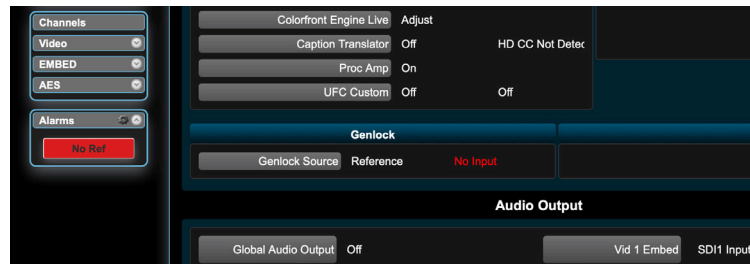 Channels
Video
EMBED
AES
Alarms
No Ref
Colorfront Engine Live Adjust
Caption Translator Off HD CC Not Detec
Proc Amp On
UFC Custom Off Off
Genlock
Genlock Source Reference No Input
Audio Output
Global Audio Output Off Vid 1 Embed SDI1 Input